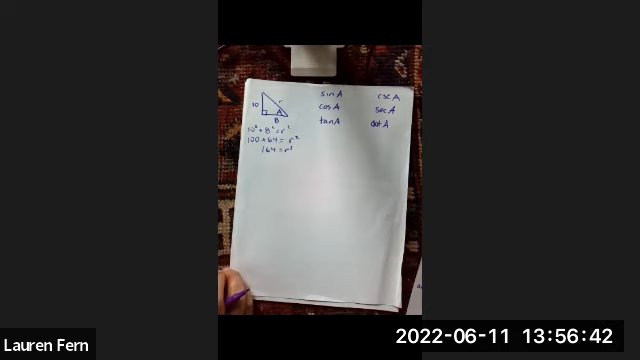 sin A csc A
10 r cos A sec A
A
8 tan A cot A
10² + 8² = r²
100 + 64 = r²
164 = r²
Lauren Fern
2022-06-11 13:56:42